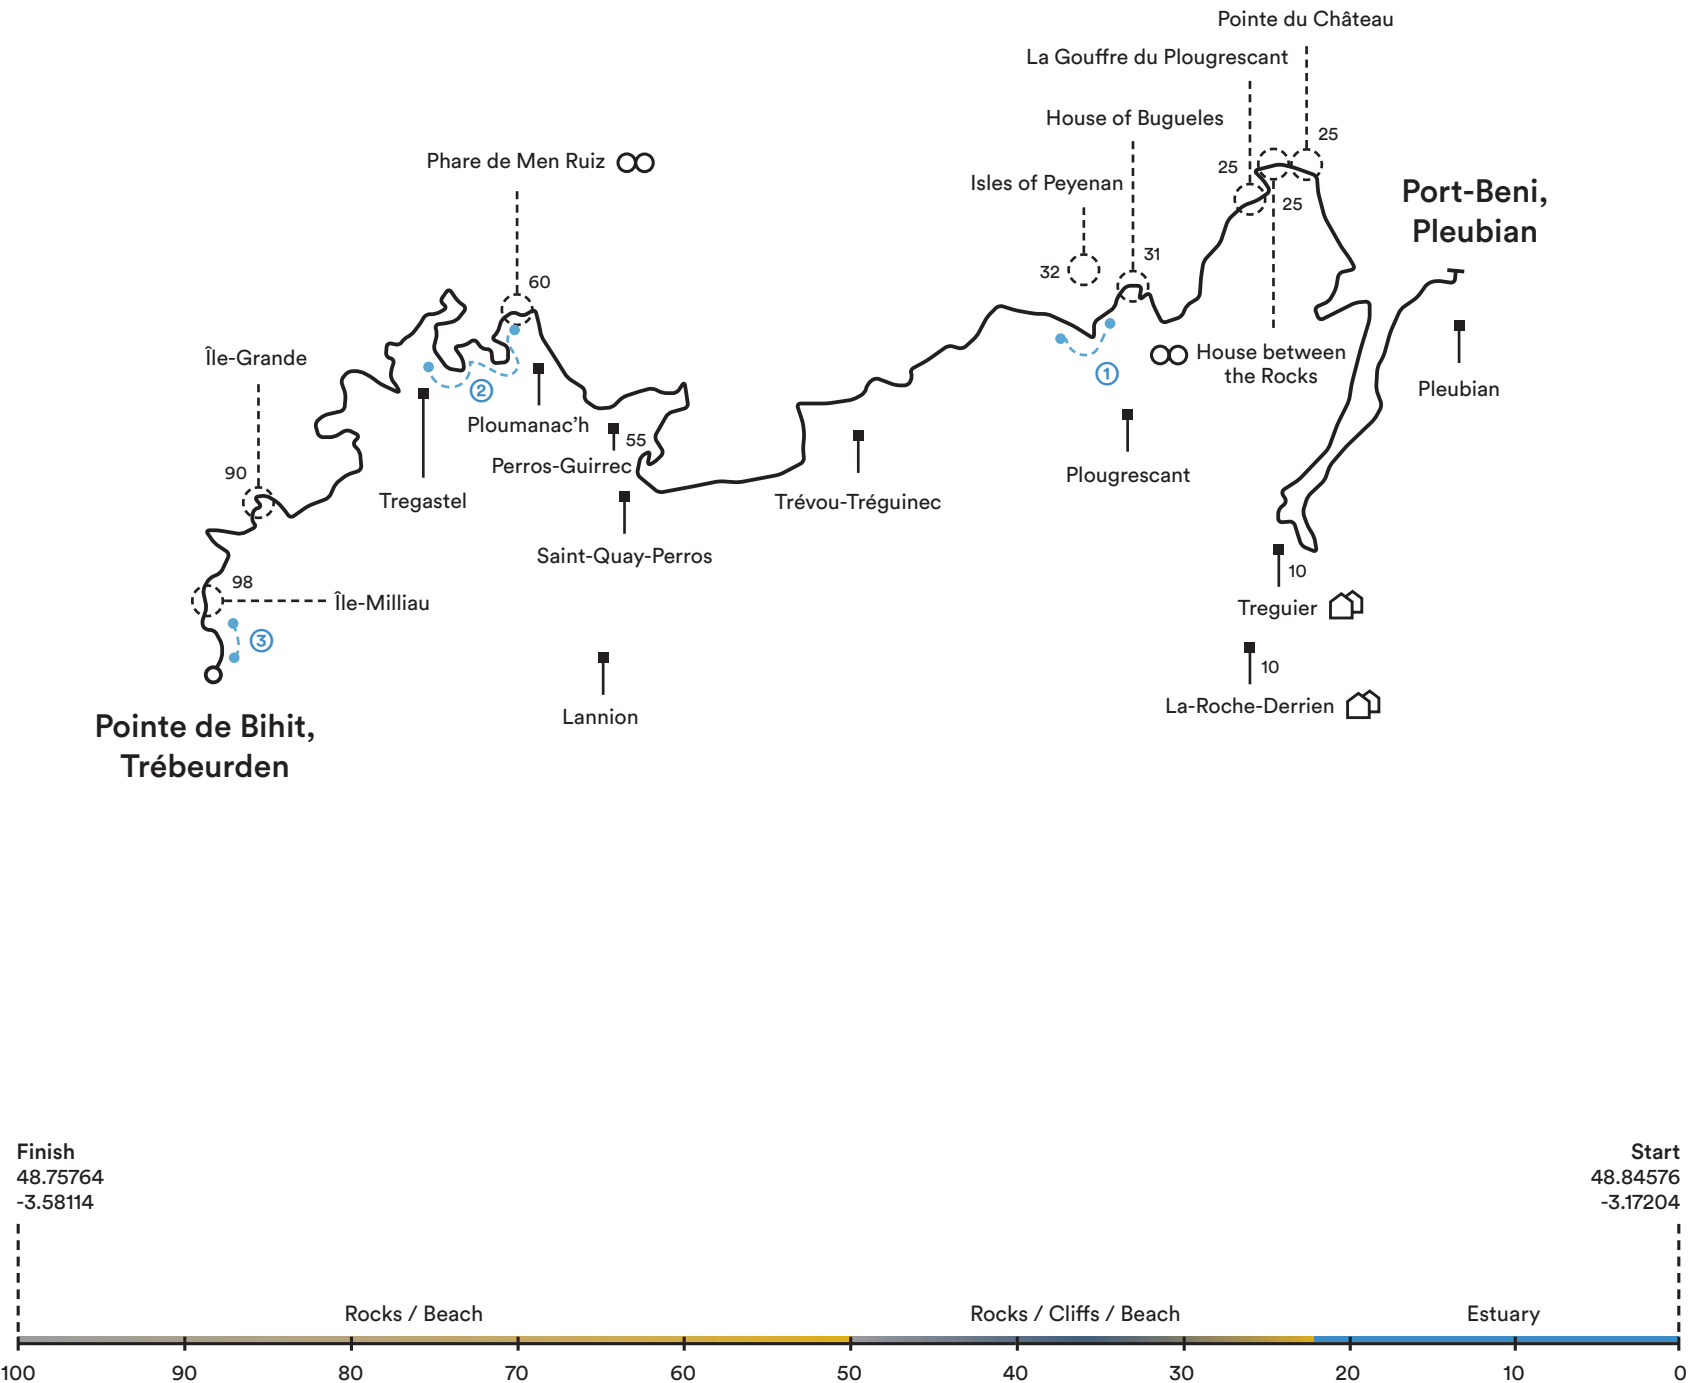 Pointe du Château
La Gouffre du Plougrescant
House of Bugueles
25
Phare de Men Ruiz
25
Isles of Peyenan
Port-Beni,
Pleubian
25
31
32
60
House between
the Rocks
Île-Grande
1
Pleubian
2
Ploumanac’h
55
Perros-Guirrec
90
Plougrescant
Tregastel
Trévou-Tréguinec
Saint-Quay-Perros
10
98
Île-Milliau
Treguier
3
10
La-Roche-Derrien
Lannion
Pointe de Bihit,
Trébeurden
Finish
48.75764
-3.58114
Start
48.84576
-3.17204
Rocks / Beach
Rocks / Cliffs / Beach
Estuary
100 90 80 70 60 50 40 30 20 10 0